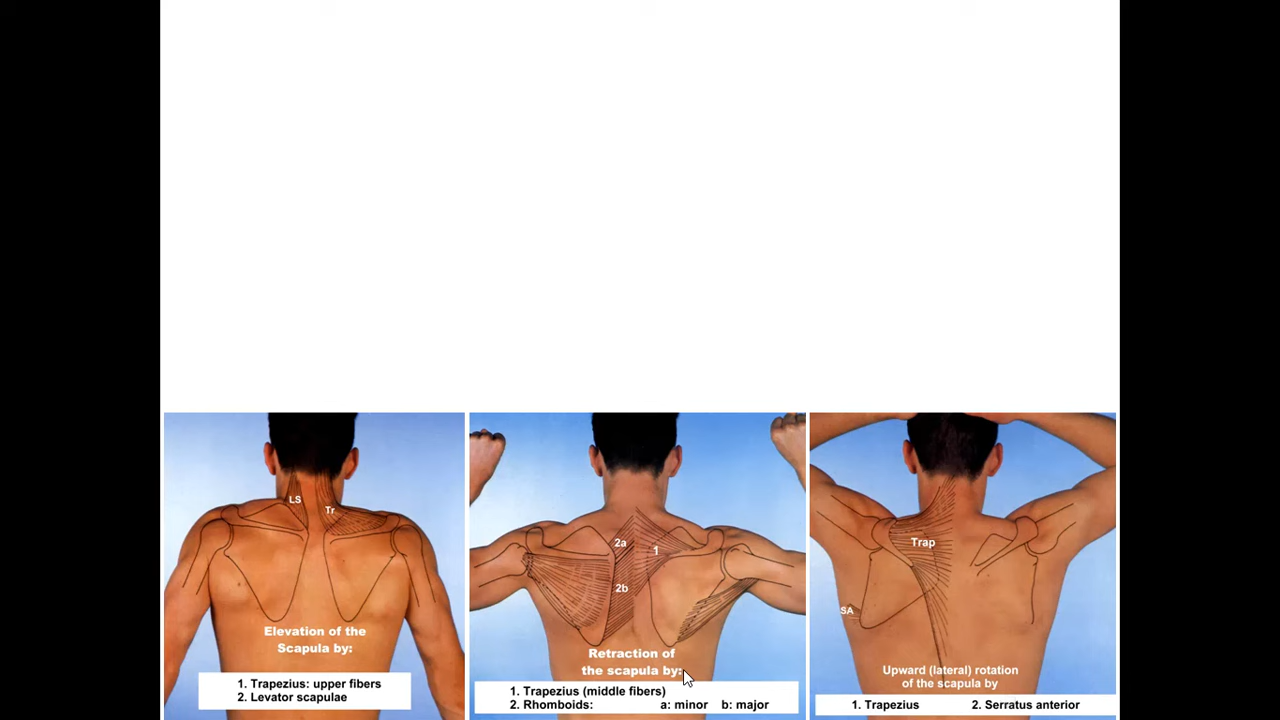 LS
Tr
Elevation of the
Scapula by:
1. Trapezius: upper fibers
2. Levator scapulae
2a
1
2b
Retraction of
the scapula by:
1. Trapezius (middle fibers)
2. Rhomboids: a: minor b: major
Trap
SA
Upward (lateral) rotation
of the scapula by
1. Trapezius 2. Serratus anterior